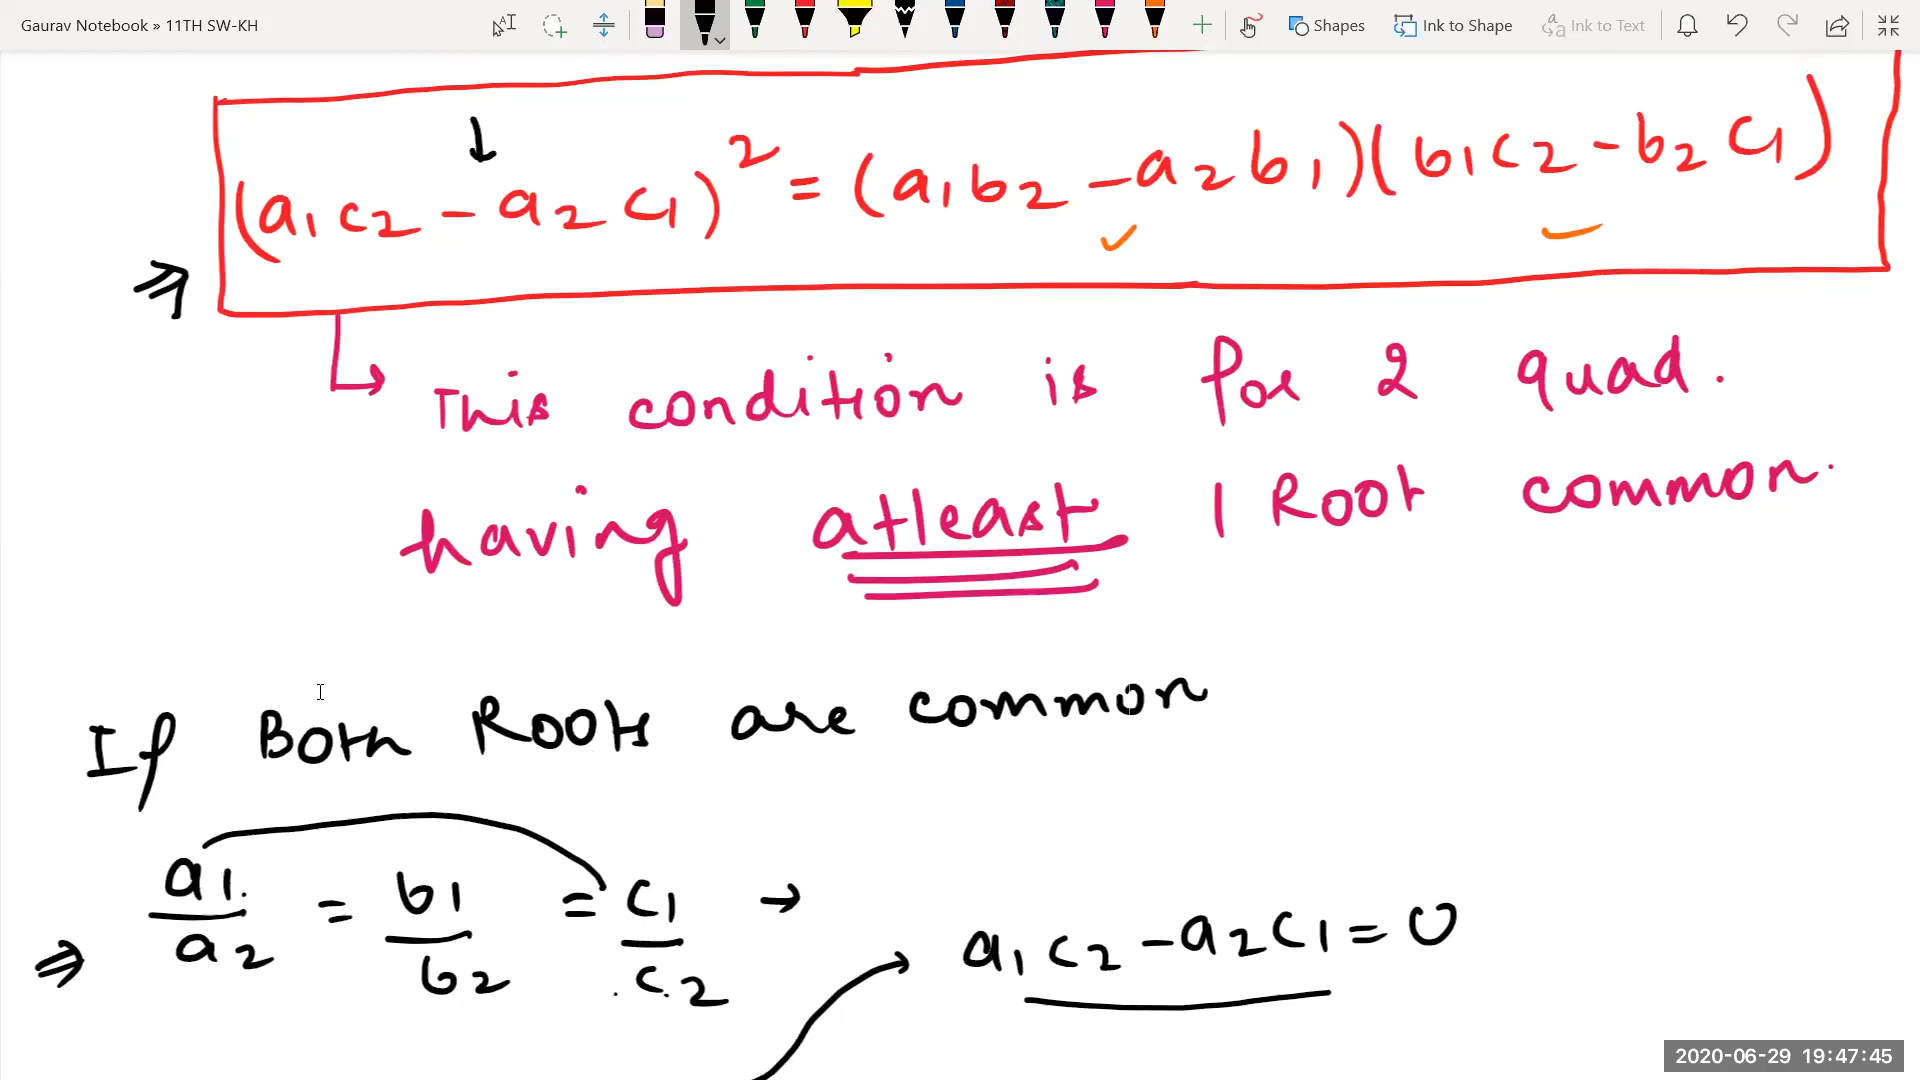 Gaurav Notebook » 11TH SW-KH
Shapes Ink to Shape Ink to Text
(a1c2 - a2c1)² = (a1b2 - a2b1)(b1c2 - b2c1)
⇒
↳ This condition is for 2 quad.
having atleast 1 Root common.
If Both Roots are common
⇒ a1/a2 = b1/b2 = c1/c2 →
a1c2 - a2c1 = 0
2020-06-29 19:47:45